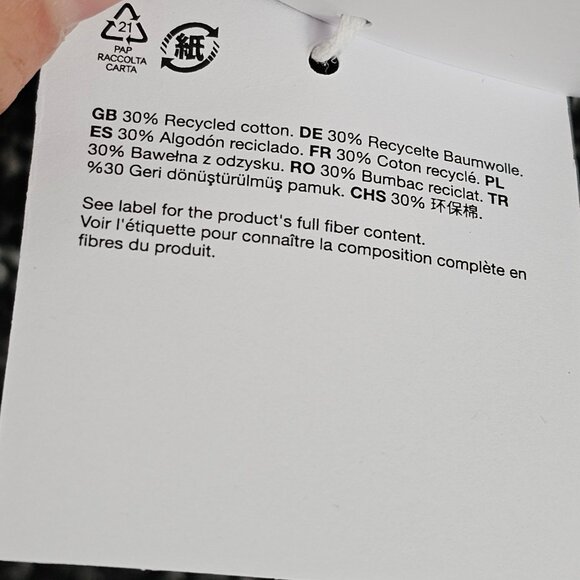 21
PAP
RACCOLTA
CARTA
紙
GB 30% Recycled cotton. DE 30% Recycelte Baumwolle.
ES 30% Algodón reciclado. FR 30% Coton recyclé. PL
30% Bawełna z odzysku. RO 30% Bumbac reciclat. TR
%30 Geri dönüştürülmüş pamuk. CHS 30% 环保棉.
See label for the product's full fiber content.
Voir l'étiquette pour connaître la composition complète en
fibres du produit.